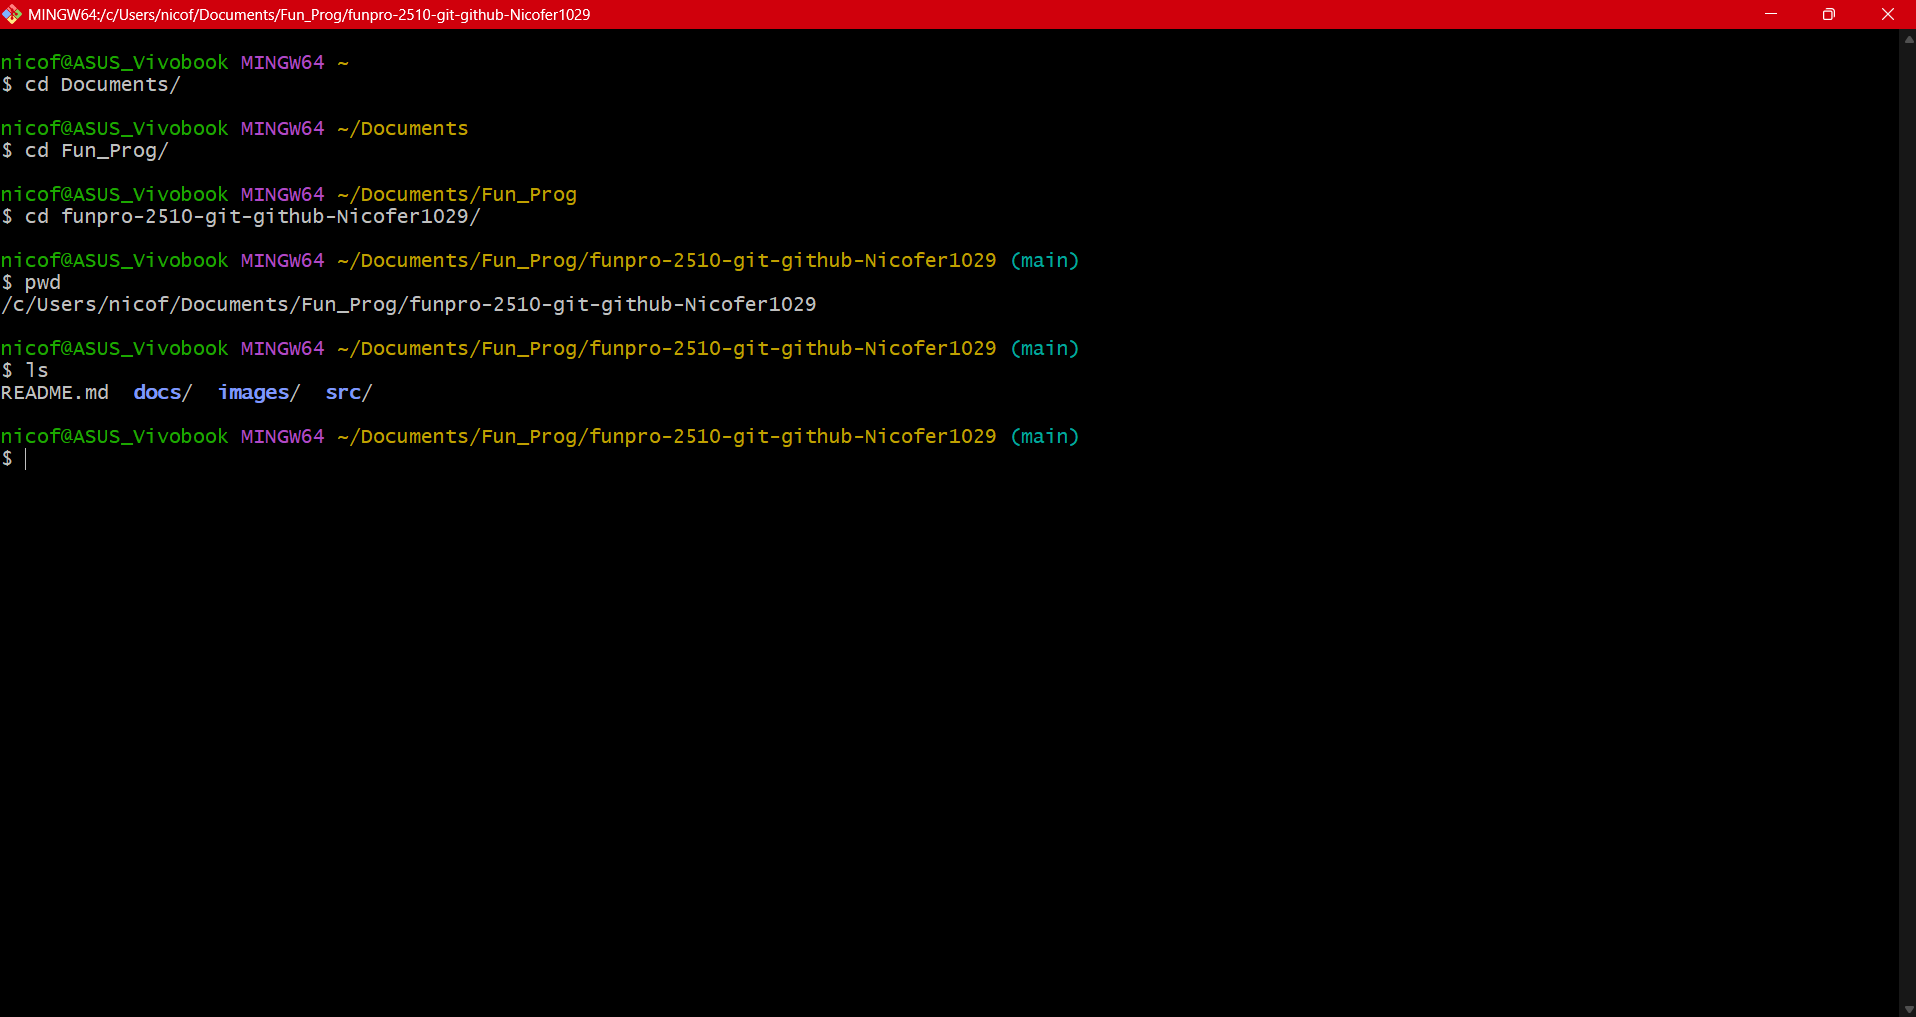 MINGW64:/c/Users/nicof/Documents/Fun_Prog/funpro-2510-git-github-Nicofer1029
nicof@ASUS_Vivobook MINGW64 ~
$ cd Documents/
nicof@ASUS_Vivobook MINGW64 ~/Documents
$ cd Fun_Prog/
nicof@ASUS_Vivobook MINGW64 ~/Documents/Fun_Prog
$ cd funpro-2510-git-github-Nicofer1029/
nicof@ASUS_Vivobook MINGW64 ~/Documents/Fun_Prog/funpro-2510-git-github-Nicofer1029 (main)
$ pwd
/c/Users/nicof/Documents/Fun_Prog/funpro-2510-git-github-Nicofer1029
nicof@ASUS_Vivobook MINGW64 ~/Documents/Fun_Prog/funpro-2510-git-github-Nicofer1029 (main)
$ ls
README.md  docs/  images/  src/
nicof@ASUS_Vivobook MINGW64 ~/Documents/Fun_Prog/funpro-2510-git-github-Nicofer1029 (main)
$